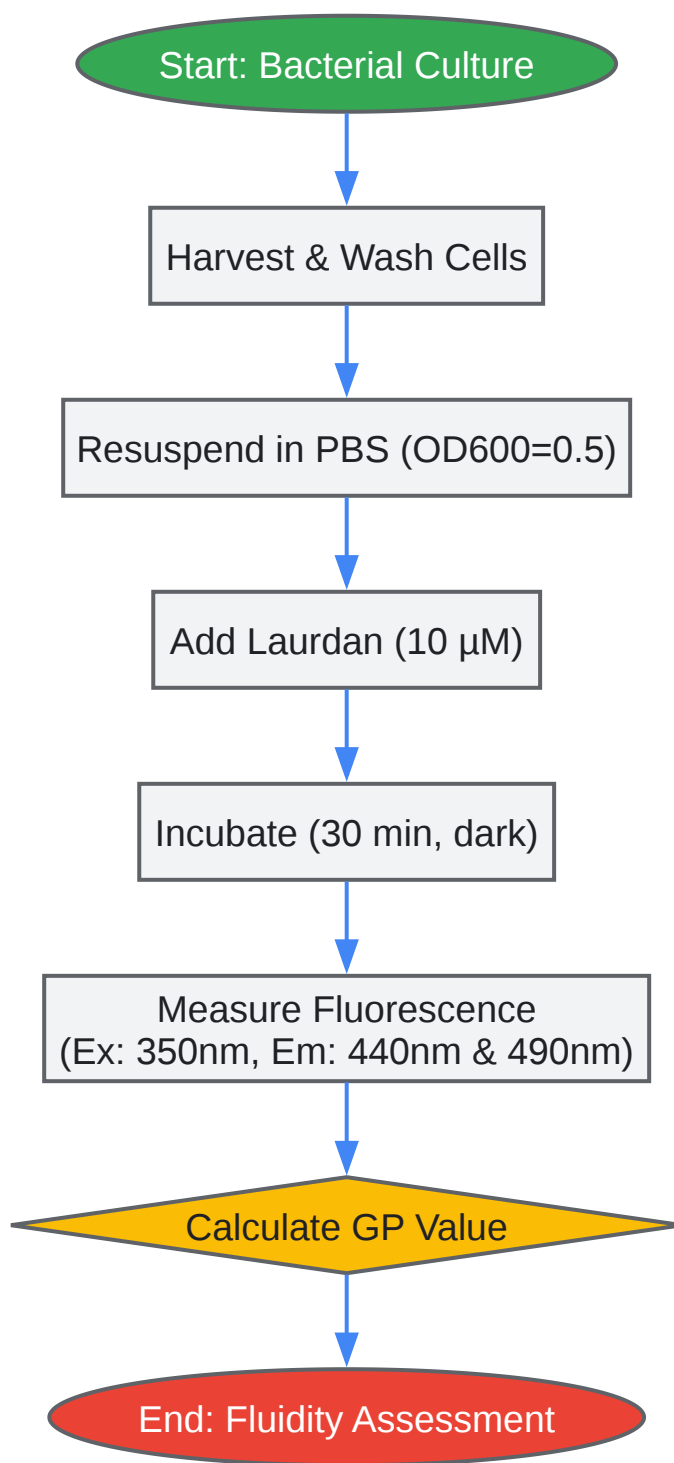 Start: Bacterial Culture
Harvest & Wash Cells
Resuspend in PBS (OD600=0.5)
Add Laurdan (10 µM)
Incubate (30 min, dark)
Measure Fluorescence
(Ex: 350nm, Em: 440nm & 490nm)
Calculate GP Value
End: Fluidity Assessment